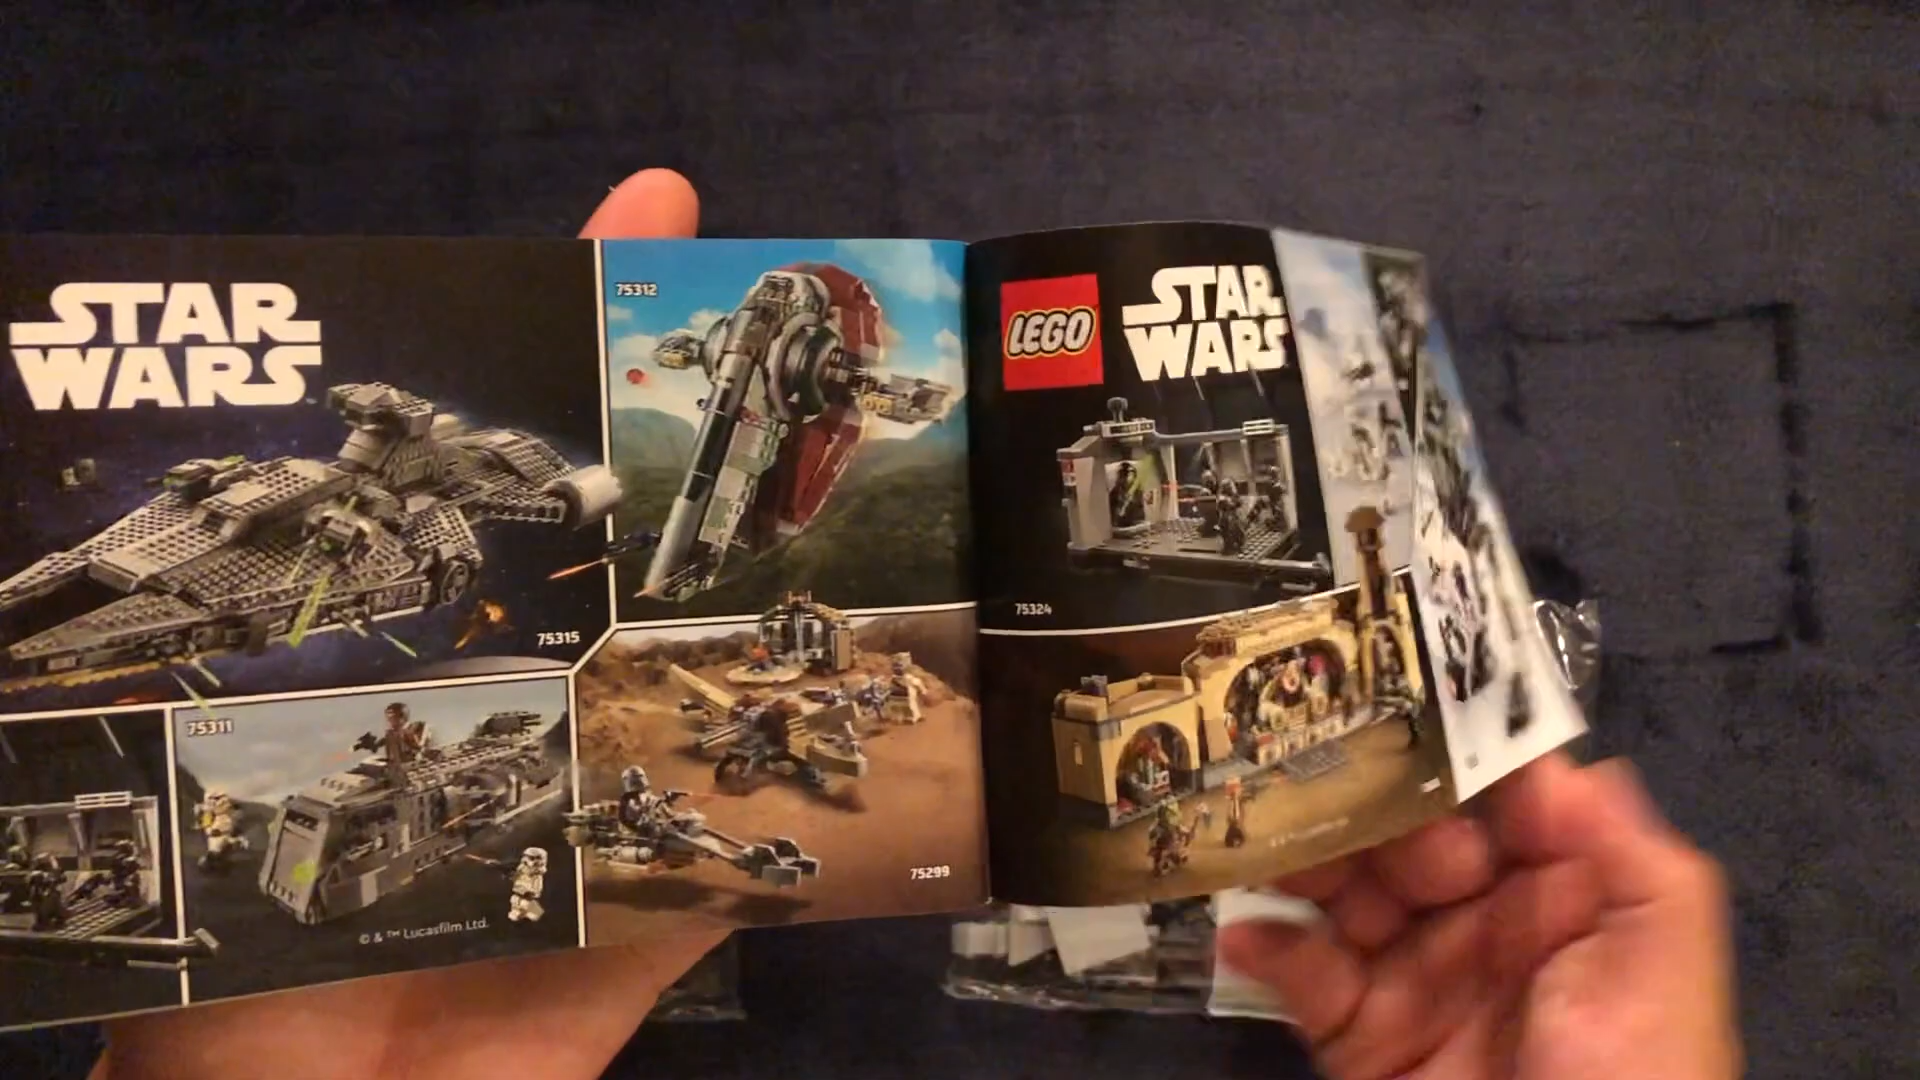 STAR
WARS
75315
75312
75311
© & ™ Lucasfilm Ltd.
75299
LEGO
STAR
WARS
75324